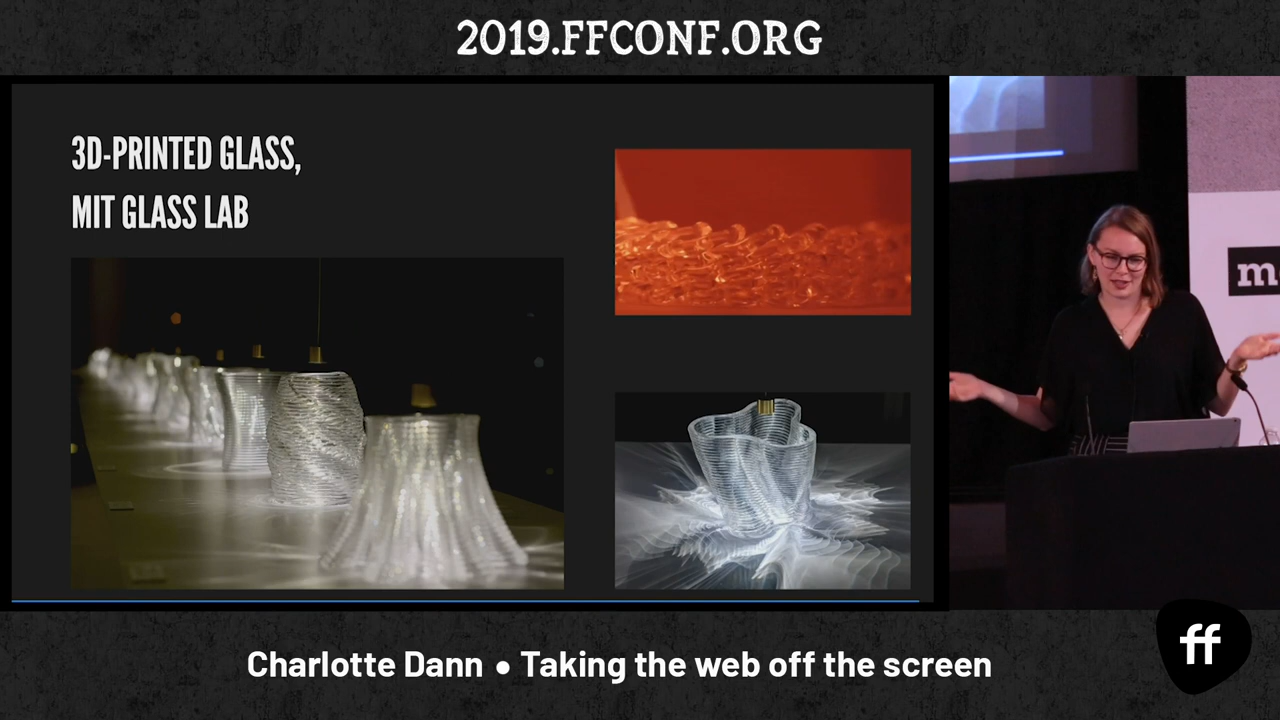 2019.FFCONF.ORG
3D-PRINTED GLASS,
MIT GLASS LAB
m
Charlotte Dann • Taking the web off the screen
ff